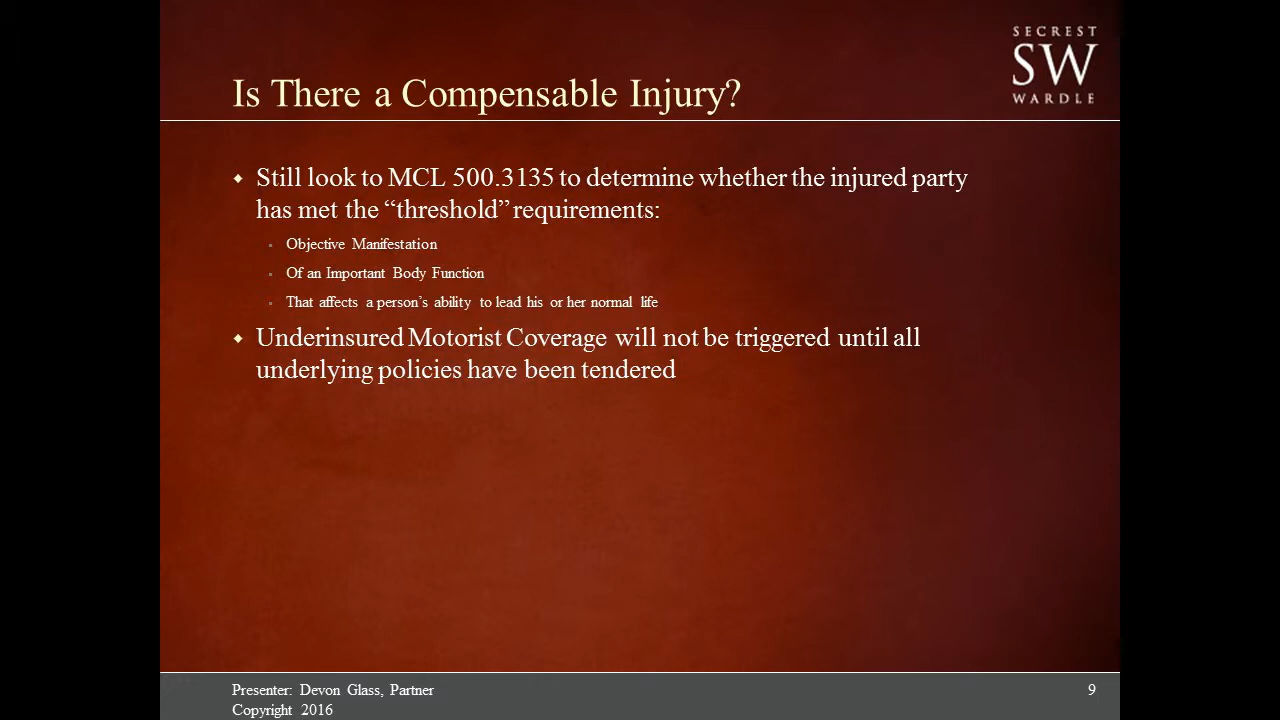 SECREST
SW
WARDLE
Is There a Compensable Injury?
Still look to MCL 500.3135 to determine whether the injured party
has met the “threshold” requirements:
Objective Manifestation
Of an Important Body Function
That affects a person’s ability to lead his or her normal life
Underinsured Motorist Coverage will not be triggered until all
underlying policies have been tendered
Presenter: Devon Glass, Partner
Copyright 2016
9